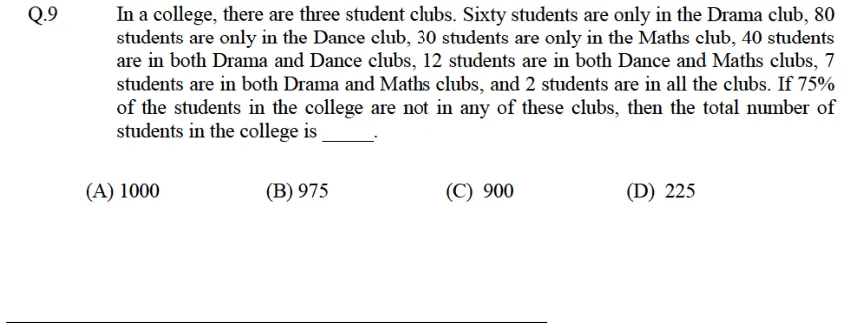 Q.9 In a college, there are three student clubs. Sixty students are only in the Drama club, 80
students are only in the Dance club, 30 students are only in the Maths club, 40 students
are in both Drama and Dance clubs, 12 students are in both Dance and Maths clubs, 7
students are in both Drama and Maths clubs, and 2 students are in all the clubs. If 75%
of the students in the college are not in any of these clubs, then the total number of
students in the college is _____.
(A) 1000 (B) 975 (C) 900 (D) 225